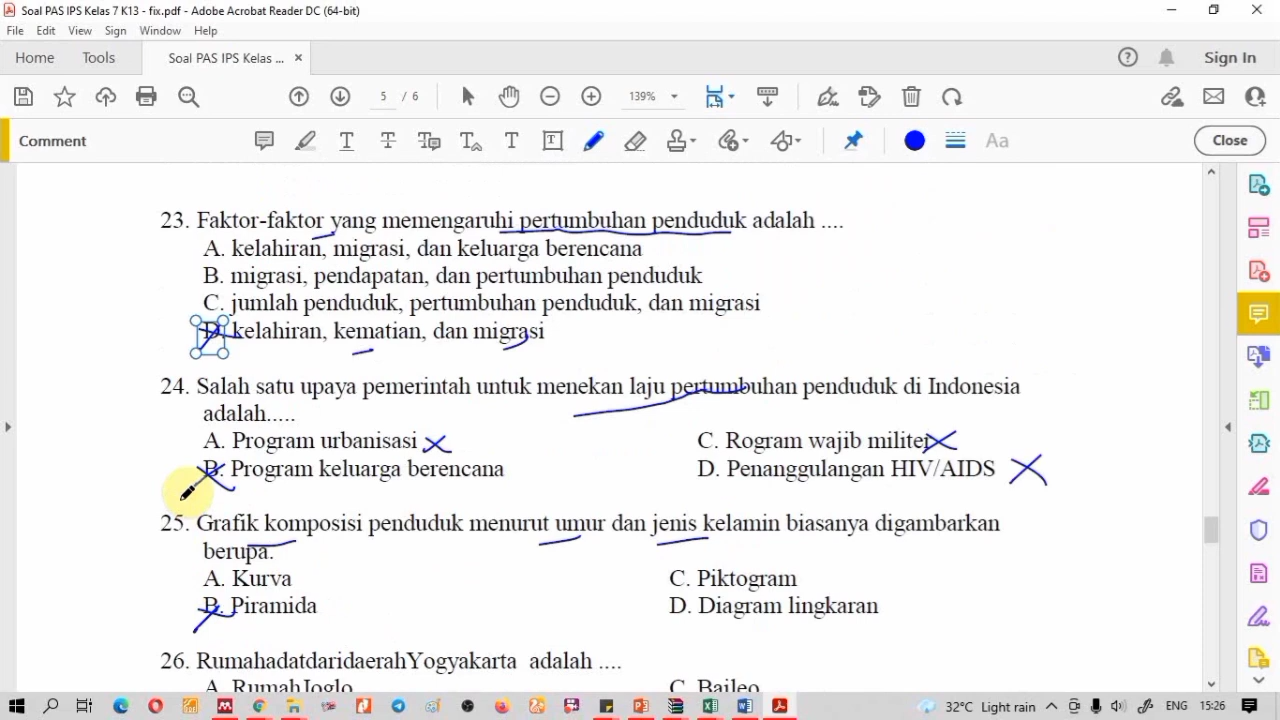 Soal PAS IPS Kelas 7 K13 - fix.pdf - Adobe Acrobat Reader DC (64-bit)
File Edit View Sign Window Help
Home Tools Soal PAS IPS Kelas ... Sign In
5 / 6 139%
Comment Close
23. Faktor-faktor yang memengaruhi pertumbuhan penduduk adalah ....
A. kelahiran, migrasi, dan keluarga berencana
B. migrasi, pendapatan, dan pertumbuhan penduduk
C. jumlah penduduk, pertumbuhan penduduk, dan migrasi
D. kelahiran, kematian, dan migrasi
24. Salah satu upaya pemerintah untuk menekan laju pertumbuhan penduduk di Indonesia
adalah.....
A. Program urbanisasi C. Rogram wajib militer
B. Program keluarga berencana D. Penanggulangan HIV/AIDS
25. Grafik komposisi penduduk menurut umur dan jenis kelamin biasanya digambarkan
berupa.
A. Kurva C. Piktogram
B. Piramida D. Diagram lingkaran
26. RumahadatdaridaerahYogyakarta adalah ....
A. RumahJoglo C. Baileo
32°C Light rain ENG 15:26